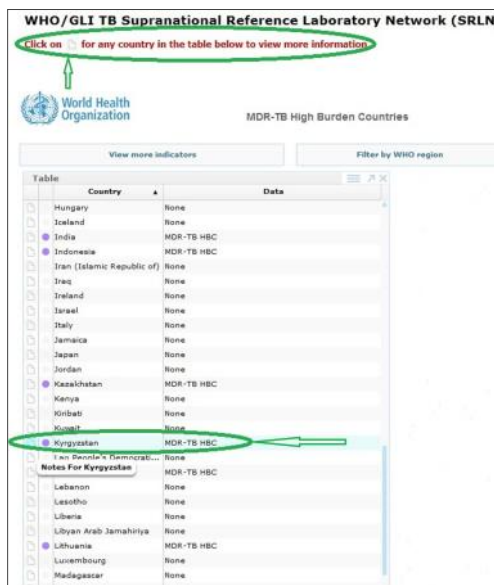 WHO/GLI TB Supranational Reference Laboratory Network (SRLN
Click on for any country in the table below to view more information
World Health
Organization
MDR-TB High Burden Countries
View more indicators
Filter by WHO region
Table
Country Data
Hungary None
Iceland None
India MDR-TB HBC
Indonesia MDR-TB HBC
Iran (Islamic Republic of) None
Iraq None
Ireland None
Israel None
Italy None
Jamaica None
Japan None
Jordan None
Kazakhstan MDR-TB HBC
Kenya None
Kiribati None
Kuwait None
Kyrgyzstan MDR-TB HBC
Lao People's Democrati... None
Notes For Kyrgyzstan MDR-TB HBC
Lebanon None
Lesotho None
Liberia None
Libyan Arab Jamahiriya None
Lithuania MDR-TB HBC
Luxembourg None
Madagascar None